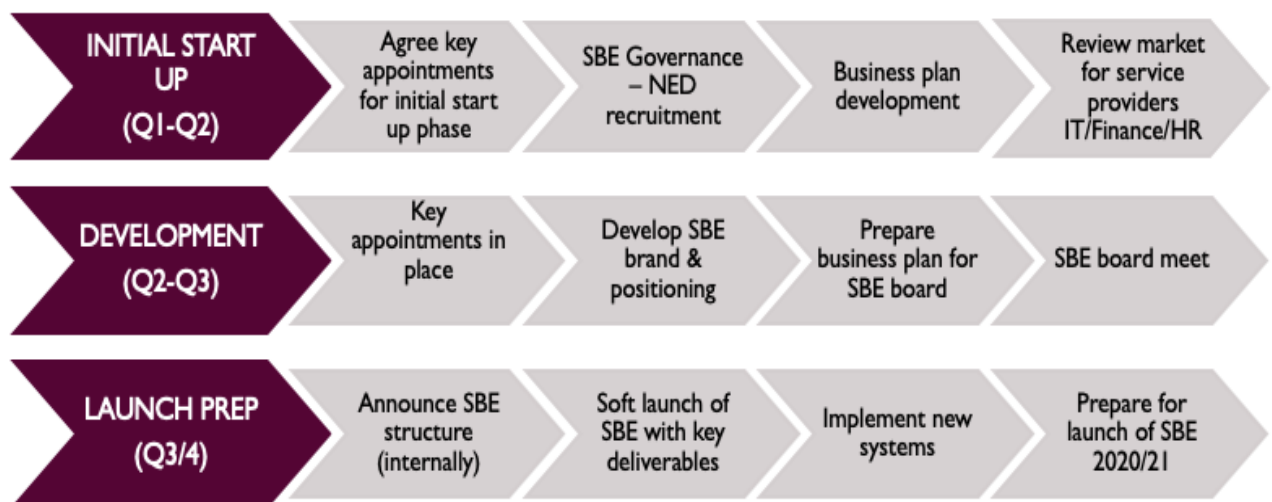 INITIAL START
UP
(Q1-Q2)
Agree key
appointments
for initial start
up phase
SBE Governance
– NED
recruitment
Business plan
development
Review market
for service
providers
IT/Finance/HR
DEVELOPMENT
(Q2-Q3)
Key
appointments in
place
Develop SBE
brand &
positioning
Prepare
business plan for
SBE board
SBE board meet
LAUNCH PREP
(Q3/4)
Announce SBE
structure
(internally)
Soft launch of
SBE with key
deliverables
Implement new
systems
Prepare for
launch of SBE
2020/21